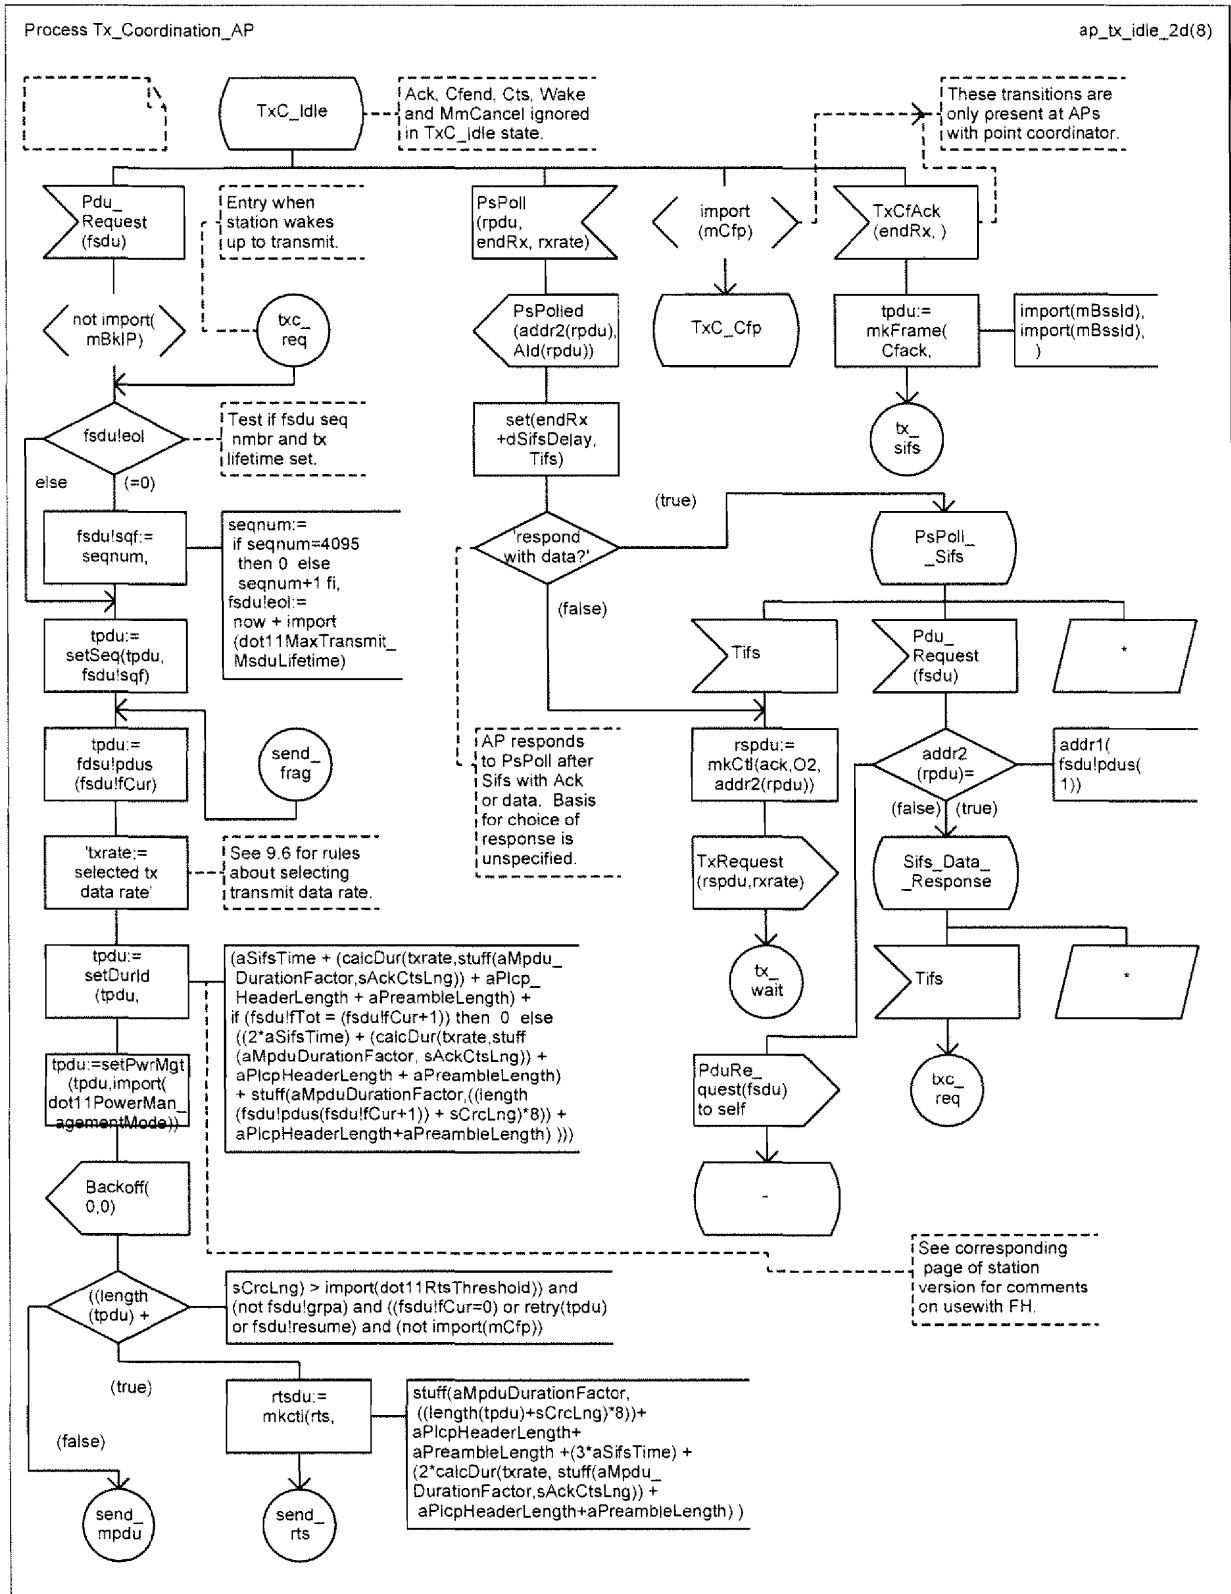 Process Tx_Coordination_AP
ap_tx_idle_2d(8)
TxC_Idle
Ack, Cfend, Cts, Wake
and MmCancel ignored
in TxC_Idle state.
These transitions are
only present at APs
with point coordinator.
Pdu_
Request
(fsdu)
Entry when
station wakes
up to transmit.
PsPoll
(rpdu,
endRx, rxrate)
import
(mCfp)
TxCfAck
(endRx, )
not import(
mBkIP)
txc_
req
PsPolled
(addr2(rpdu),
AId(rpdu))
TxC_Cfp
tpdu:=
mkFrame(
Cfack,
import(mBssId),
import(mBssId),
)
fsdu!eol
Test if fsdu seq
nmbr and tx
lifetime set.
set(endRx
+dSifsDelay,
Tifs)
tx_
sifs
else
(=0)
(true)
fsdu!sqf:=
seqnum,
seqnum:=
if seqnum=4095
then 0 else
seqnum+1 fi,
fsdu!eol:=
now + import
(dot11MaxTransmit_
MsduLifetime)
'respond
with data?'
PsPoll_
_Sifs
(false)
tpdu:=
setSeq(tpdu,
fsdu!sqf)
Tifs
Pdu_
Request
(fsdu)
*
tpdu:=
fdsu!pdus
(fsdu!fCur)
send_
frag
AP responds
to PsPoll after
Sifs with Ack
or data. Basis
for choice of
response is
unspecified.
rspdu:=
mkCtl(ack,O2,
addr2(rpdu))
addr2
(rpdu)=
addr1(
fsdu!pdus(
1))
(false)
(true)
'txrate:=
selected tx
data rate'
See 9.6 for rules
about selecting
transmit data rate.
TxRequest
(rspdu,rxrate)
Sifs_Data_
_Response
tpdu:=
setDurId
(tpdu,
(aSifsTime + (calcDur(txrate,stuff(aMpdu_
DurationFactor,sAckCtsLng)) + aPlcp_
HeaderLength + aPreambleLength) +
if (fsdu!fTot = (fsdu!fCur+1)) then 0 else
((2*aSifsTime) + (calcDur(txrate,stuff
(aMpduDurationFactor, sAckCtsLng)) +
aPlcpHeaderLength + aPreambleLength)
+ stuff(aMpduDurationFactor,((length
(fsdu!pdus(fsdu!fCur+1)) + sCrcLng)*8)) +
aPlcpHeaderLength+aPreambleLength) )))
tx_
wait
Tifs
*
tpdu:=setPwrMgt
(tpdu,import(
dot11PowerMan_
agementMode))
PduRe_
quest(fsdu)
to self
txc_
req
Backoff(
0,0)
-
See corresponding
page of station
version for comments
on usewith FH.
((length
(tpdu) +
sCrcLng) > import(dot11RtsThreshold)) and
(not fsdu!grpa) and ((fsdu!fCur=0) or retry(tpdu)
or fsdu!resume) and (not import(mCfp))
(true)
(false)
rtsdu:=
mkctl(rts,
stuff(aMpduDurationFactor,
((length(tpdu)+sCrcLng)*8))+
aPlcpHeaderLength+
aPreambleLength +(3*aSifsTime) +
(2*calcDur(txrate, stuff(aMpdu_
DurationFactor,sAckCtsLng)) +
aPlcpHeaderLength+aPreambleLength) )
send_
mpdu
send_
rts